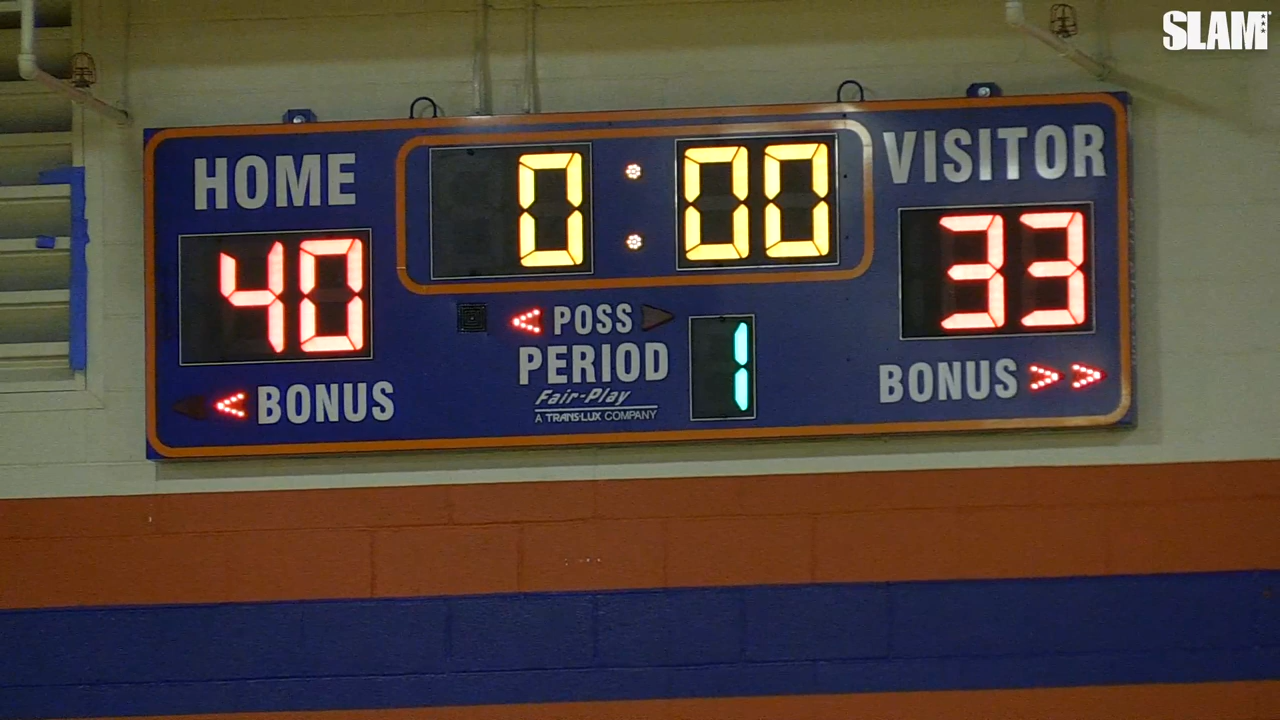 SLAM
HOME 0:00 VISITOR
40 33
POSS
PERIOD 1
BONUS BONUS
Fair-Play
A TRANS-LUX COMPANY